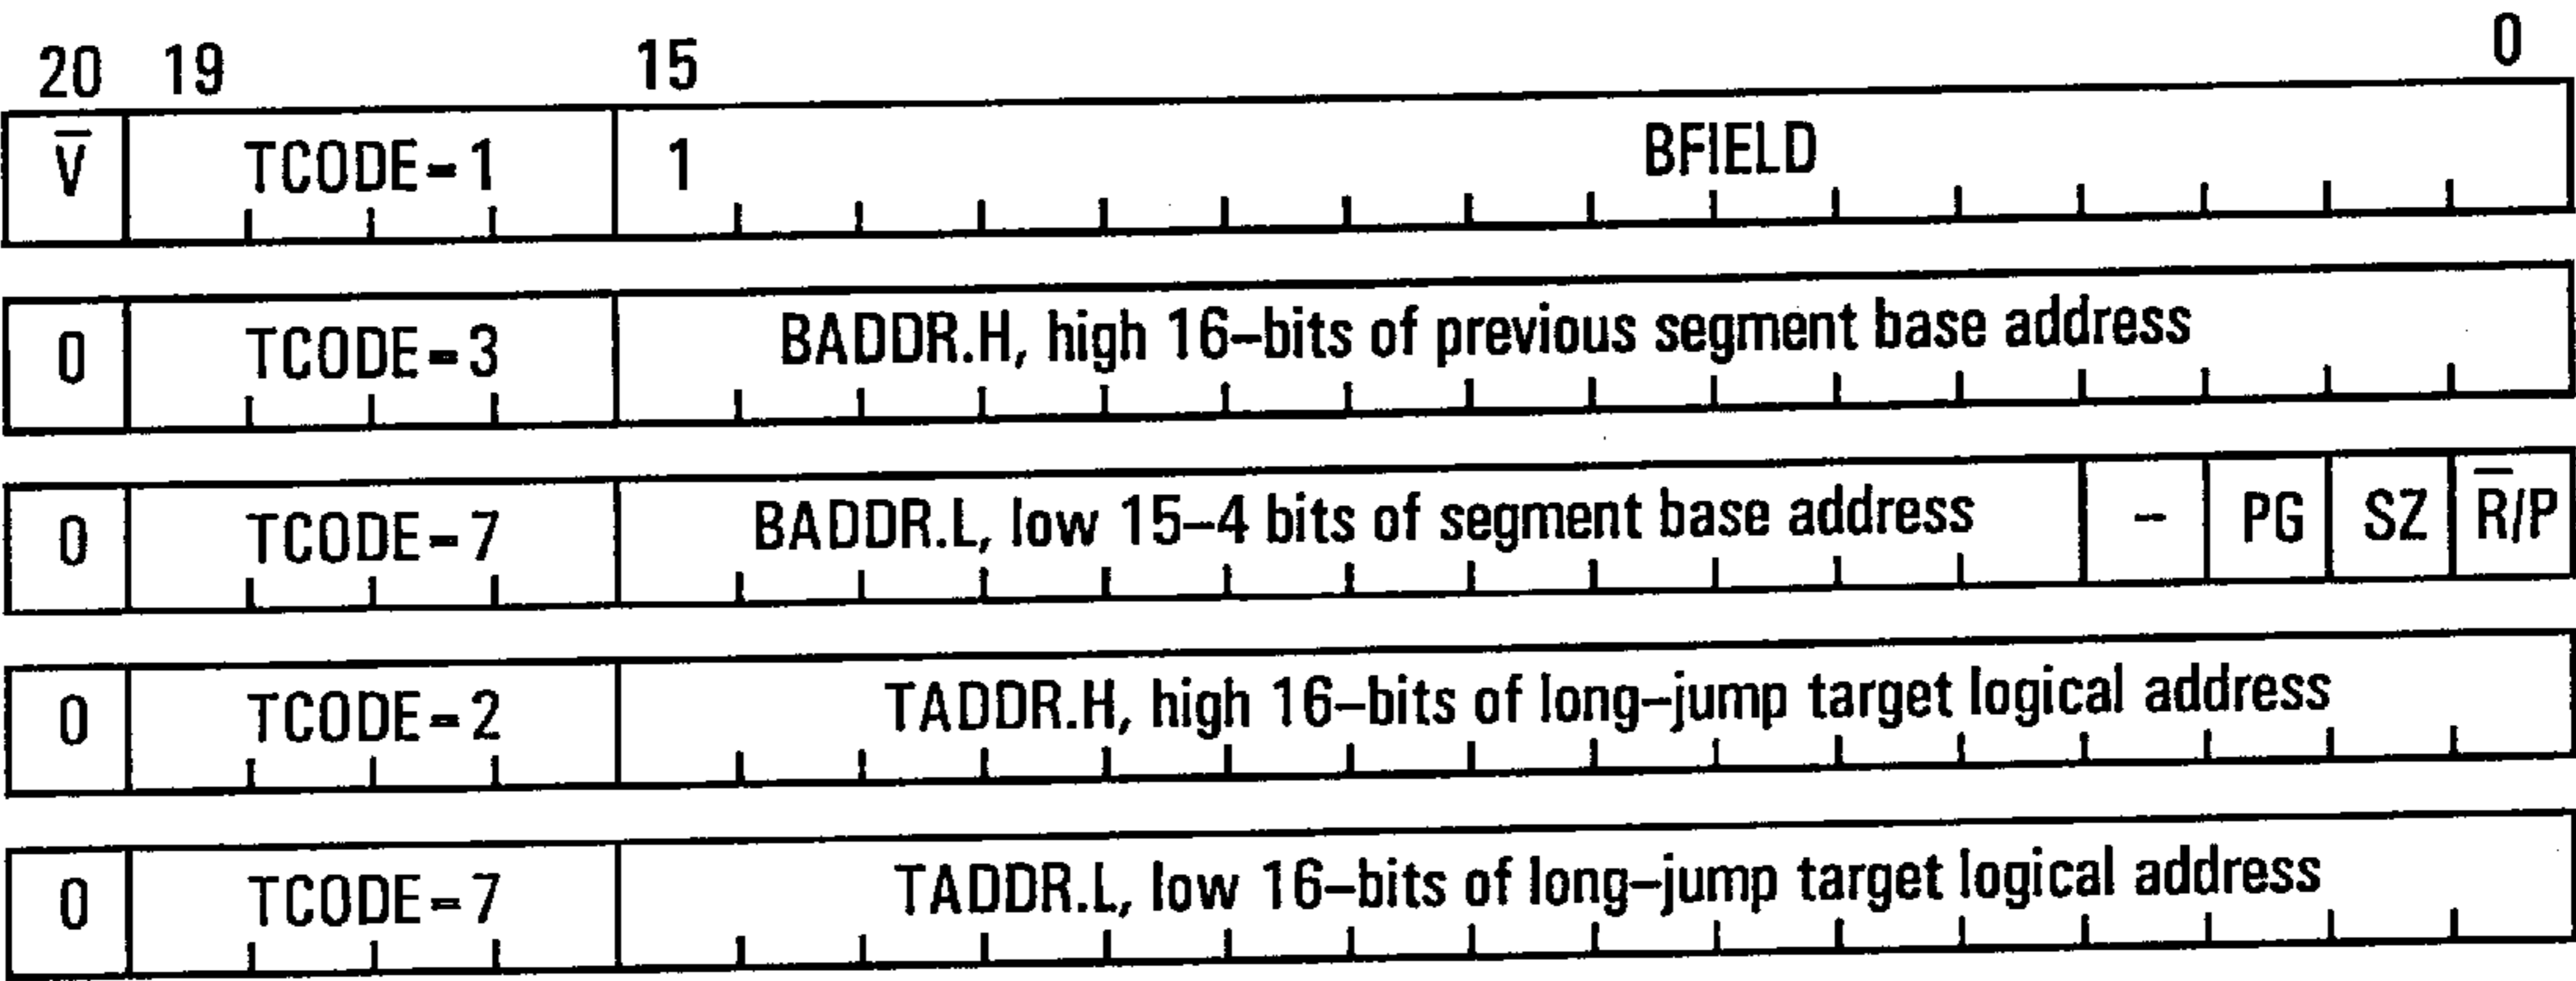 20 19 15 0
V̅ TCODE=1 1 BFIELD
0 TCODE=3 BADDR.H, high 16-bits of previous segment base address
0 TCODE=7 BADDR.L, low 15-4 bits of segment base address - PG SZ R̅/P
0 TCODE=2 TADDR.H, high 16-bits of long-jump target logical address
0 TCODE=7 TADDR.L, low 16-bits of long-jump target logical address